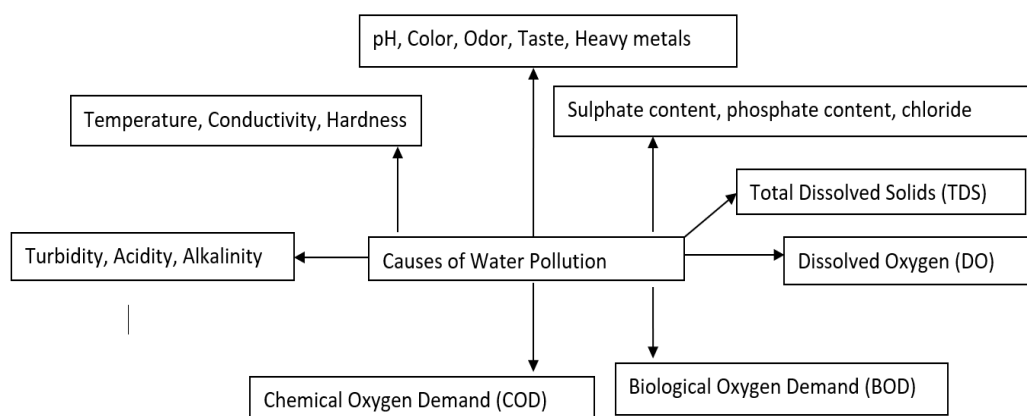 pH, Color, Odor, Taste, Heavy metals
Temperature, Conductivity, Hardness
Sulphate content, phosphate content, chloride
Total Dissolved Solids (TDS)
Turbidity, Acidity, Alkalinity
Causes of Water Pollution
Dissolved Oxygen (DO)
Chemical Oxygen Demand (COD)
Biological Oxygen Demand (BOD)